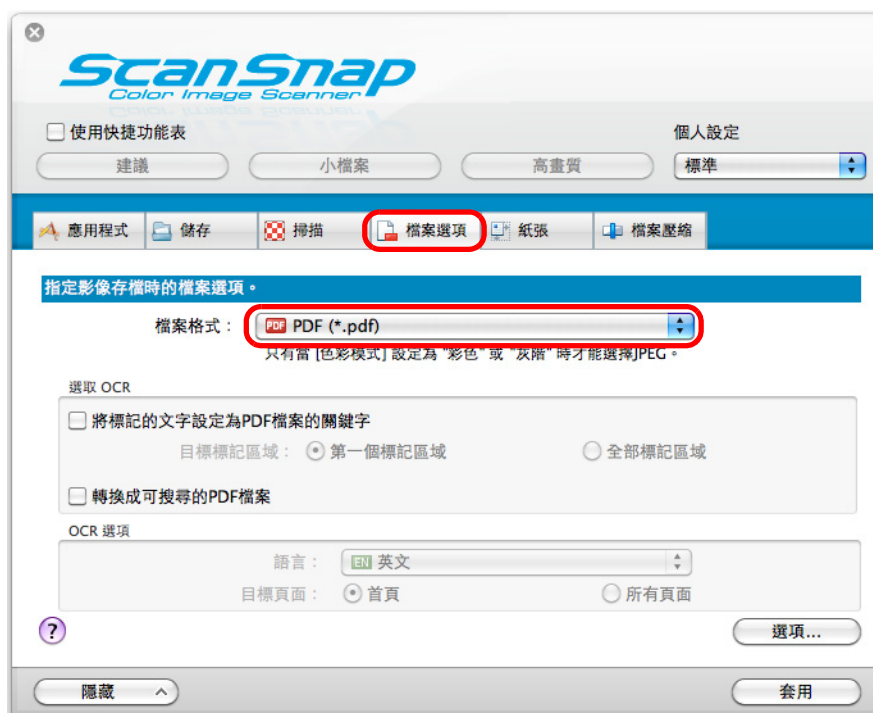 ScanSnap
Color Image Scanner
使用快捷功能表
個人設定
建議 小檔案 高畫質 標準
應用程式 儲存 掃描 檔案選項 紙張 檔案壓縮
指定影像存檔時的檔案選項。
檔案格式： PDF PDF (*.pdf)
只有當 [色彩模式] 設定為 "彩色" 或 "灰階" 時才能選擇JPEG。
選取 OCR
將標記的文字設定為PDF檔案的關鍵字
目標標記區域： 第一個標記區域 全部標記區域
轉換成可搜尋的PDF檔案
OCR 選項
語言： EN 英文
目標頁面： 首頁 所有頁面
? 選項...
隱藏 套用